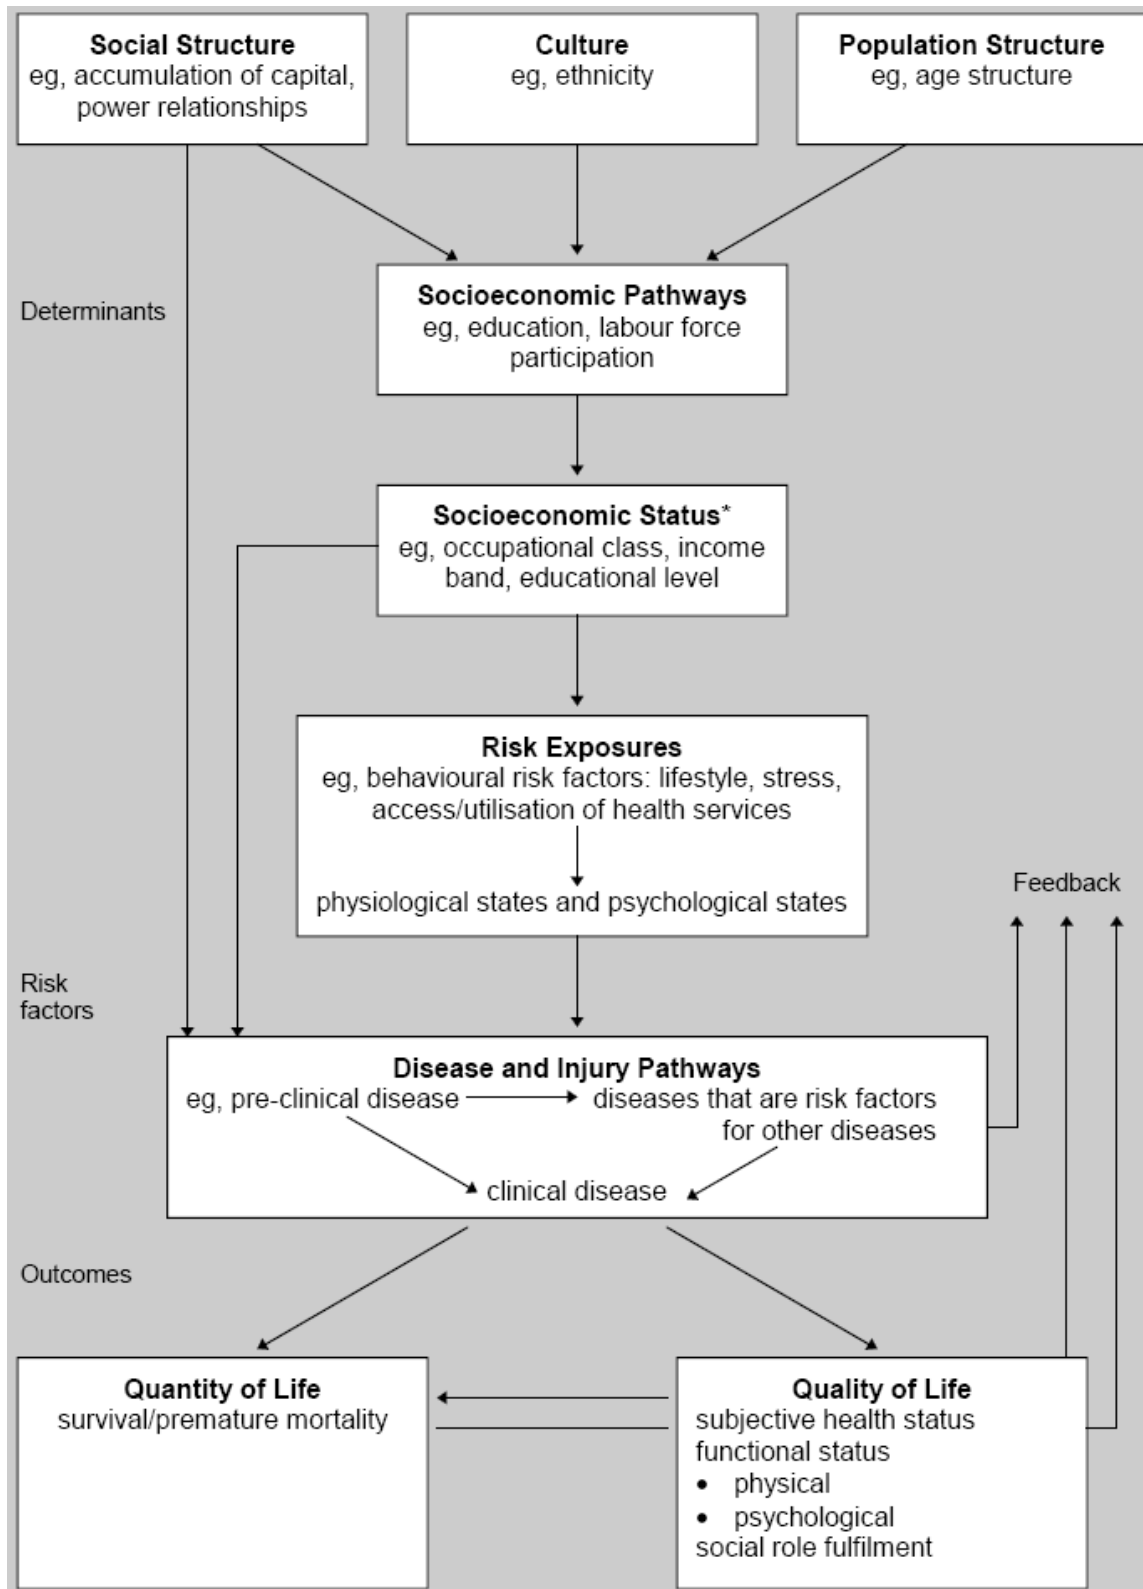 Social Structure
eg, accumulation of capital,
power relationships
Culture
eg, ethnicity
Population Structure
eg, age structure
Determinants
Socioeconomic Pathways
eg, education, labour force
participation
Socioeconomic Status*
eg, occupational class, income
band, educational level
Risk Exposures
eg, behavioural risk factors: lifestyle, stress,
access/utilisation of health services
physiological states and psychological states
Feedback
Risk
factors
Disease and Injury Pathways
eg, pre-clinical disease
diseases that are risk factors
for other diseases
clinical disease
Outcomes
Quantity of Life
survival/premature mortality
Quality of Life
subjective health status
functional status
• physical
• psychological
social role fulfilment